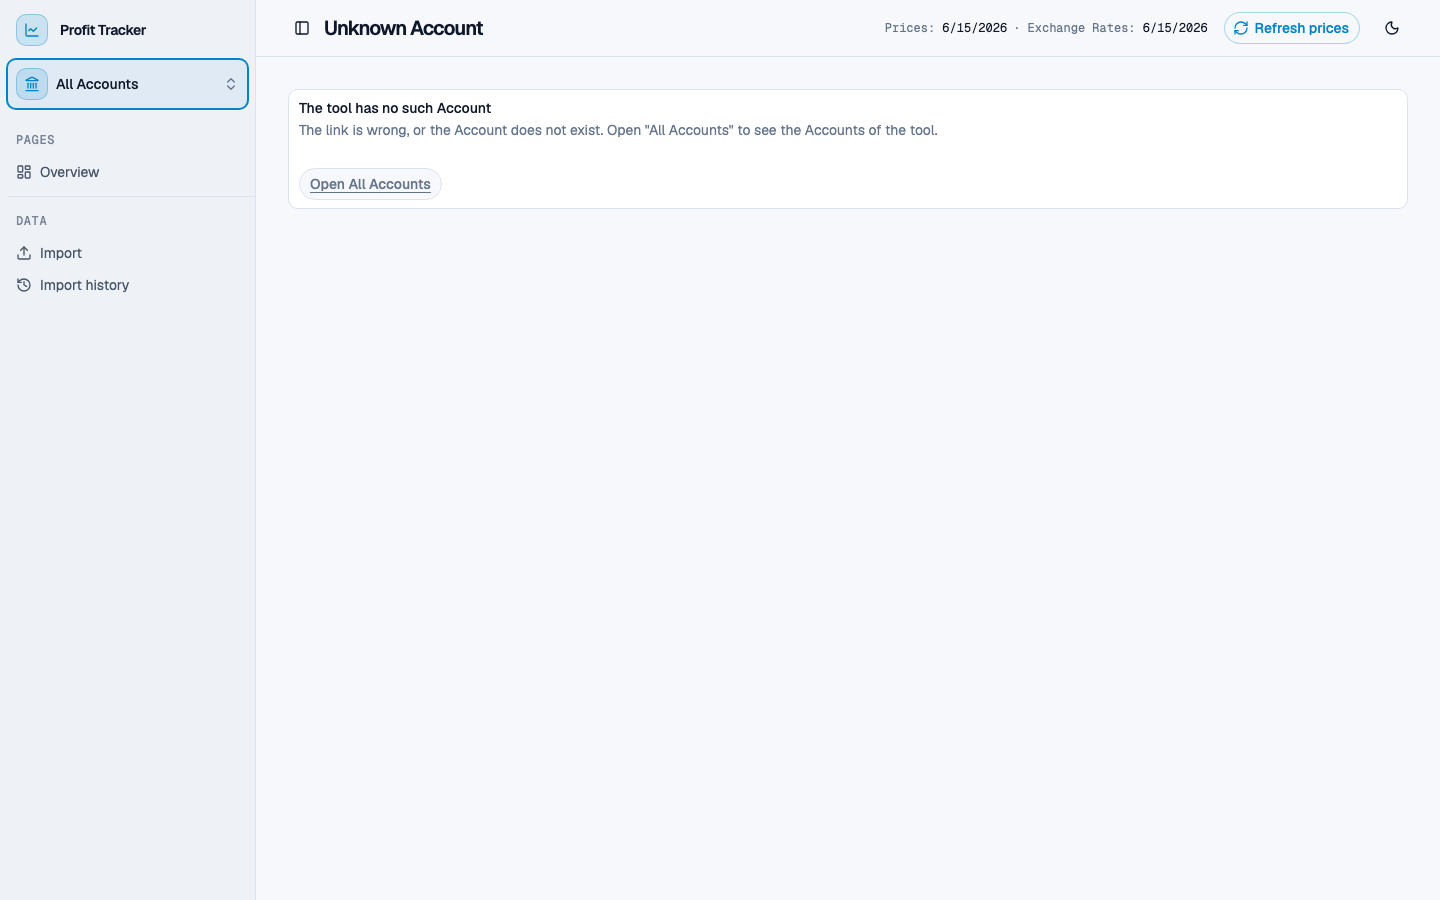 Profit Tracker
All Accounts
PAGES
Overview
DATA
Import
Import history
Unknown Account
Prices: 6/15/2026 · Exchange Rates: 6/15/2026
Refresh prices
The tool has no such Account
The link is wrong, or the Account does not exist. Open "All Accounts" to see the Accounts of the tool.
Open All Accounts